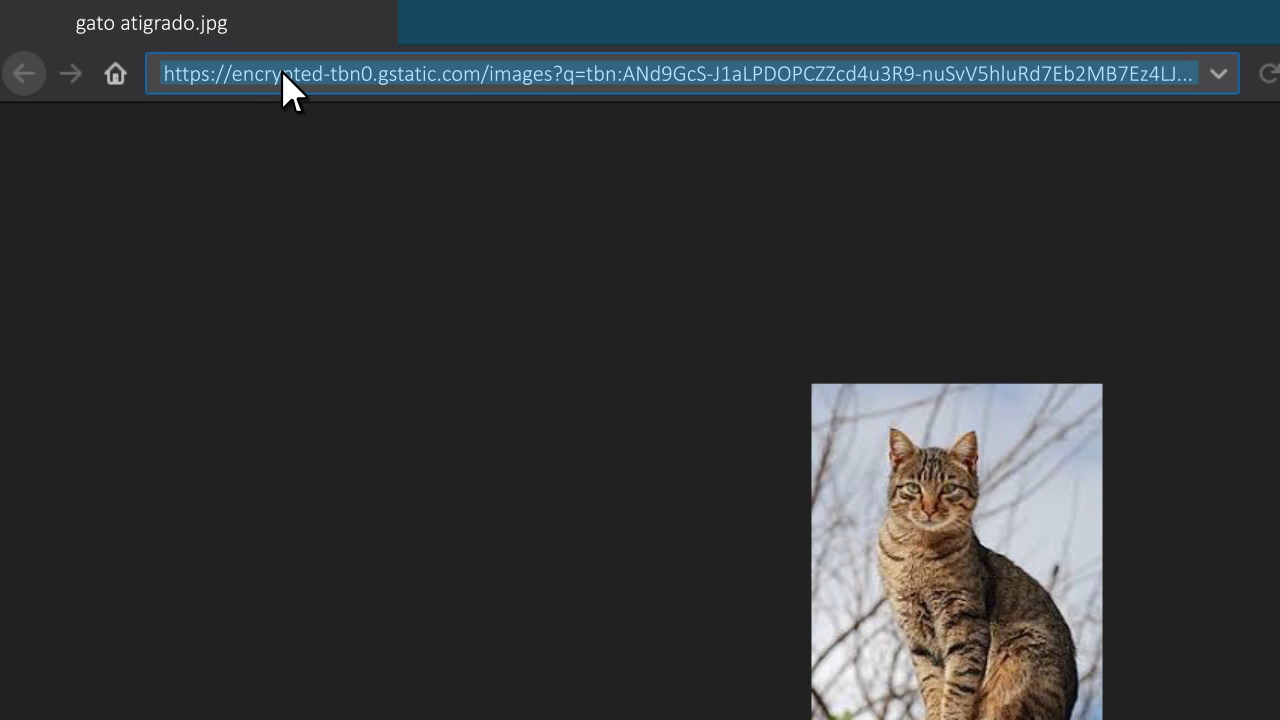 gato atigrado.jpg
https://encrypted-tbn0.gstatic.com/images?q=tbn:ANd9GcS-J1aLPDOPCZZcd4u3R9-nuSvV5hluRd7Eb2MB7Ez4LJ...